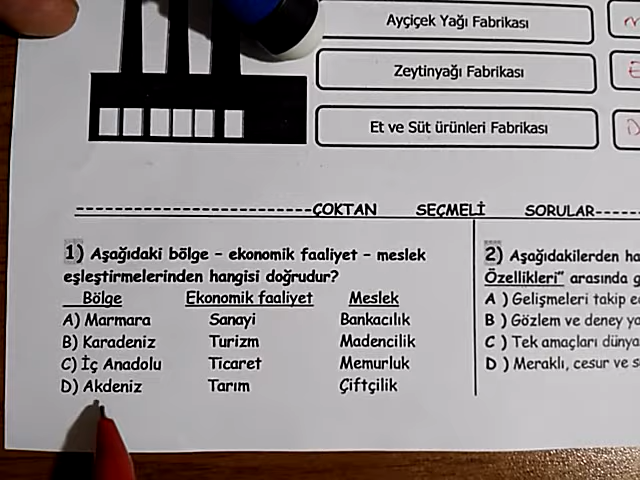 Ayçiçek Yağı Fabrikası
Zeytinyağı Fabrikası
Et ve Süt ürünleri Fabrikası
--------------------------ÇOKTAN SEÇMELİ SORULAR-----
1) Aşağıdaki bölge – ekonomik faaliyet – meslek
eşleştirmelerinden hangisi doğrudur?
Bölge Ekonomik faaliyet Meslek
A) Marmara Sanayi Bankacılık
B) Karadeniz Turizm Madencilik
C) İç Anadolu Ticaret Memurluk
D) Akdeniz Tarım Çiftçilik
2) Aşağıdakilerden ha
Özellikleri" arasında g
A ) Gelişmeleri takip e
B ) Gözlem ve deney ya
C ) Tek amaçları dünya
D ) Meraklı, cesur ve s